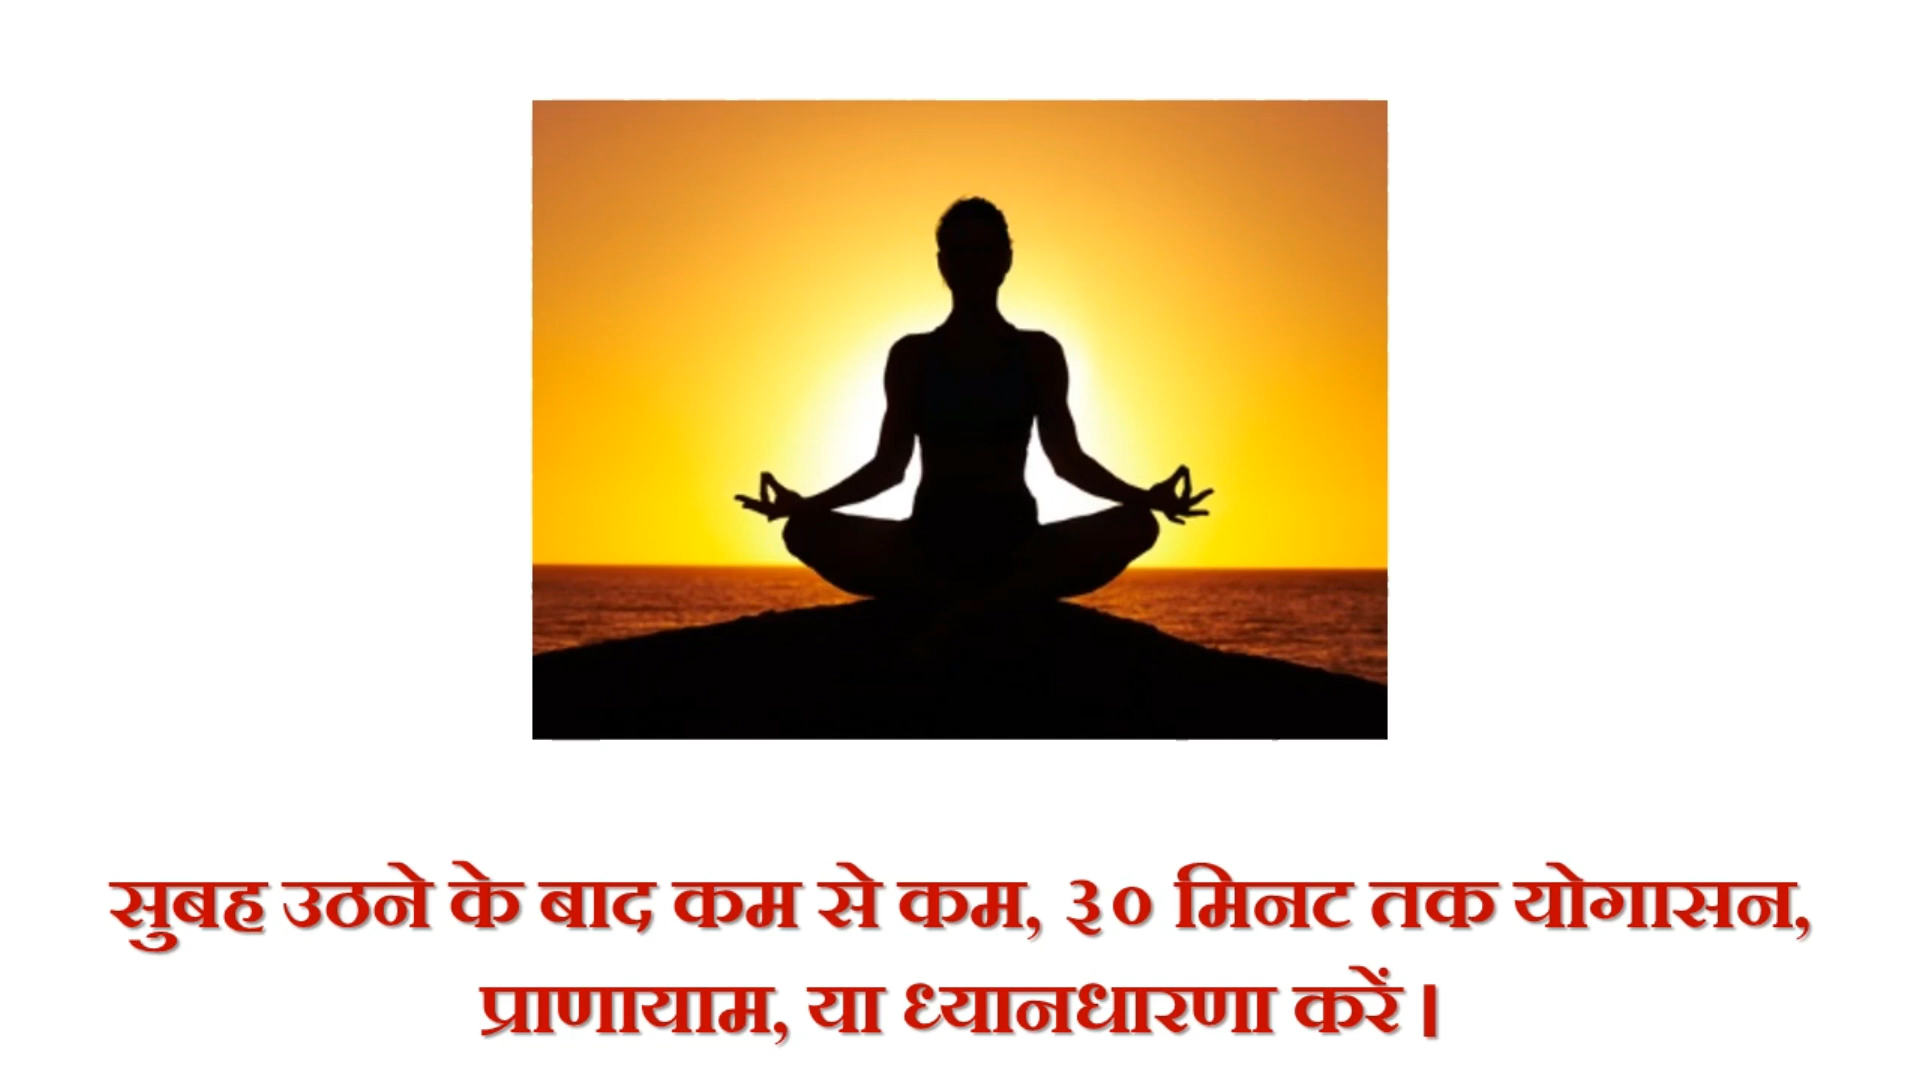 सुबह उठने के बाद कम से कम, ३० मिनट तक योगासन,
प्राणायाम, या ध्यानधारणा करें।